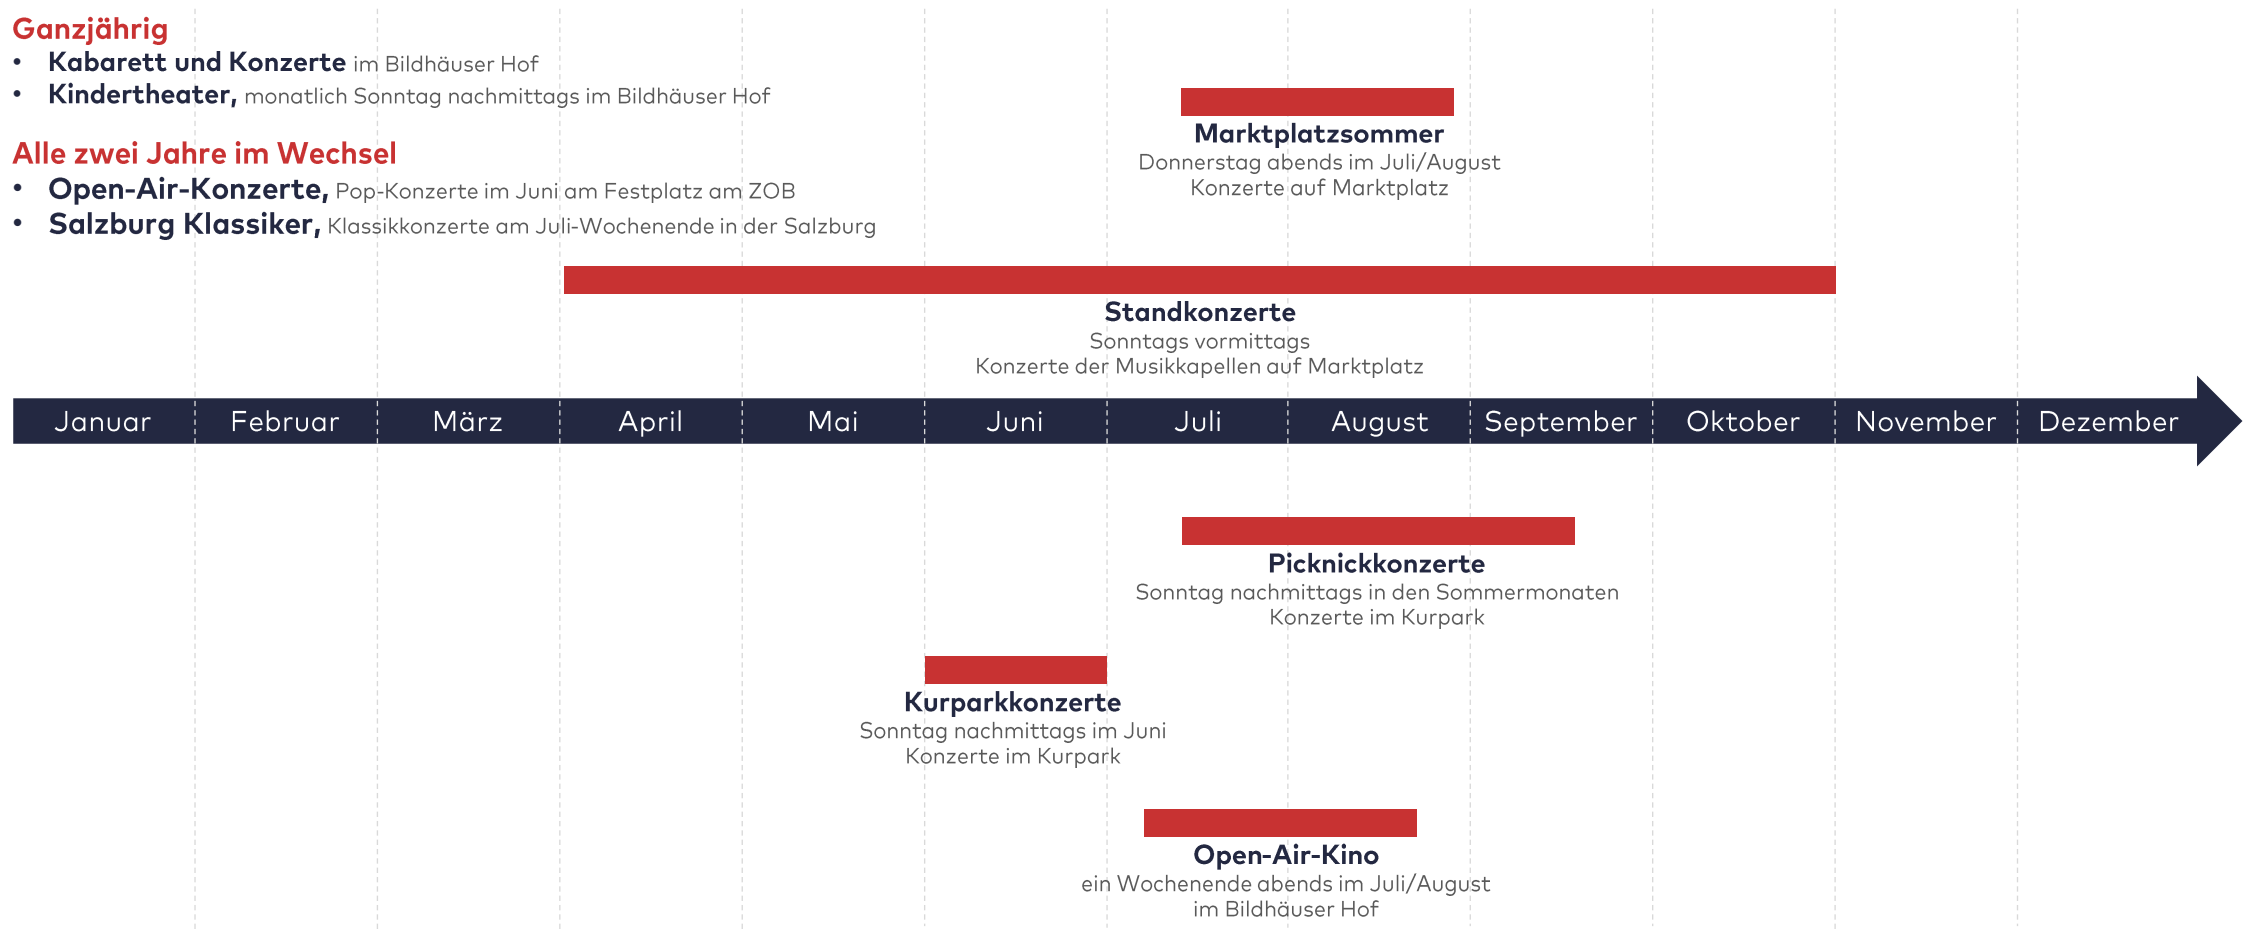 Ganzjährig
• Kabarett und Konzerte im Bildhäuser Hof
• Kindertheater, monatlich Sonntag nachmittags im Bildhäuser Hof
Alle zwei Jahre im Wechsel
• Open-Air-Konzerte, Pop-Konzerte im Juni am Festplatz am ZOB
• Salzburg Klassiker, Klassikkonzerte am Juli-Wochenende in der Salzburg
Marktplatzsommer
Donnerstag abends im Juli/August
Konzerte auf Marktplatz
Standkonzerte
Sonntags vormittags
Konzerte der Musikkapellen auf Marktplatz
Januar Februar März April Mai Juni Juli August September Oktober November Dezember
Picknickkonzerte
Sonntag nachmittags in den Sommermonaten
Konzerte im Kurpark
Kurparkkonzerte
Sonntag nachmittags im Juni
Konzerte im Kurpark
Open-Air-Kino
ein Wochenende abends im Juli/August
im Bildhäuser Hof